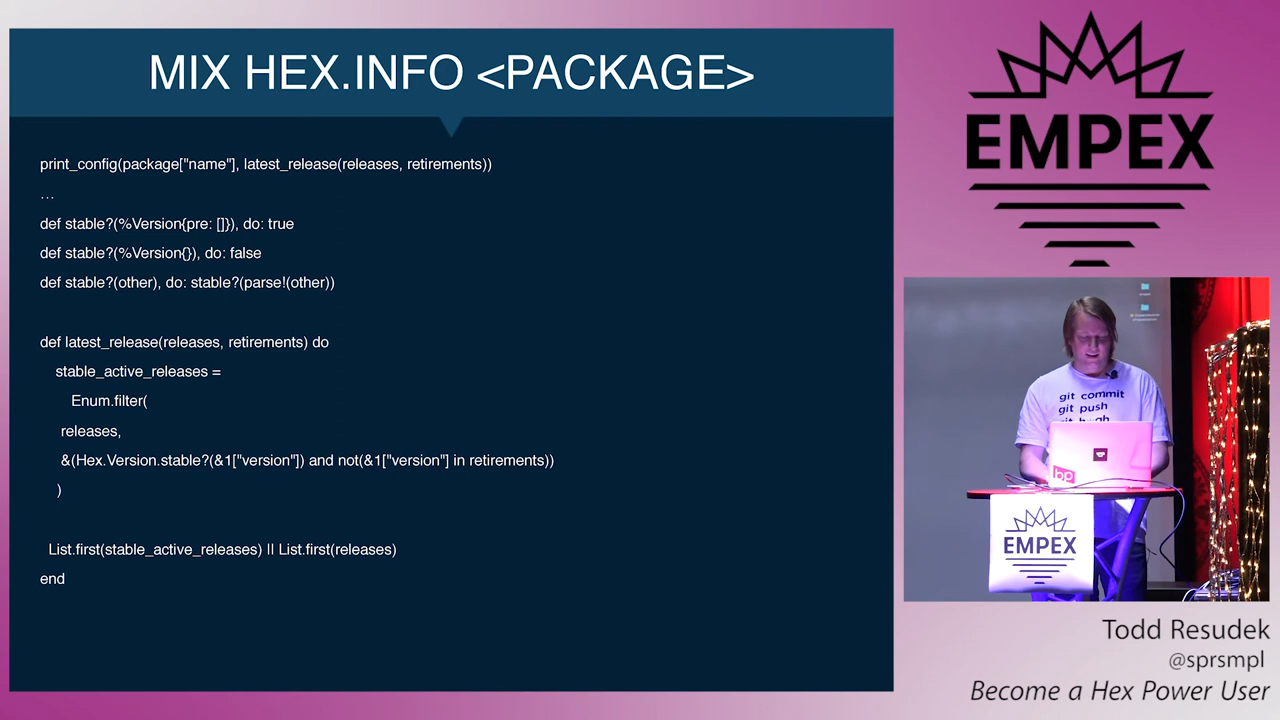 MIX HEX.INFO <PACKAGE>
print_config(package["name"], latest_release(releases, retirements))
…
def stable?(%Version{pre: []}), do: true
def stable?(%Version{}), do: false
def stable?(other), do: stable?(parse!(other))
def latest_release(releases, retirements) do
stable_active_releases =
Enum.filter(
releases,
&(Hex.Version.stable?(&1["version"]) and not(&1["version"] in retirements))
)
List.first(stable_active_releases) || List.first(releases)
end
EMPEX
git commit
git push
bp
EMPEX
Todd Resudek
@sprsmpl
Become a Hex Power User